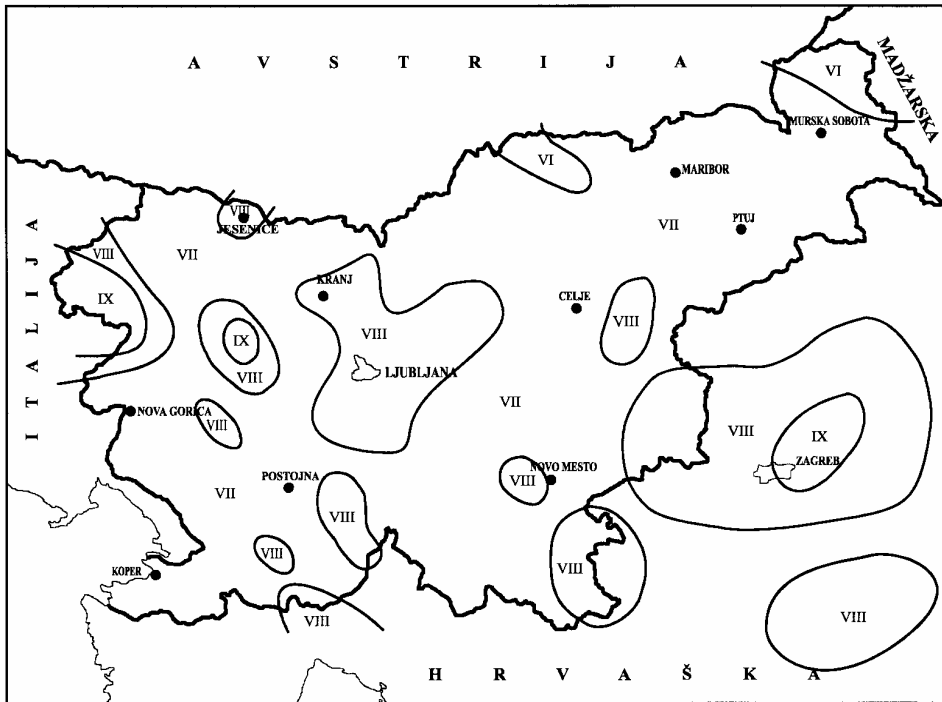 A V S T R I J A
MADŽARSKA
VI
MURSKA SOBOTA
VI
MARIBOR
VIII
JESENICE
VII
PTUJ
I T A L I J A
VIII
VII
KRANJ
IX
CELJE
VIII
VIII
IX
LJUBLJANA
VIII
VII
NOVA GORICA
VIII
VIII
IX
ZAGREB
POSTOJNA
NOVO MESTO
VIII
VII
VIII
VIII
KOPER
VIII
VIII
VIII
H R V A Š K A